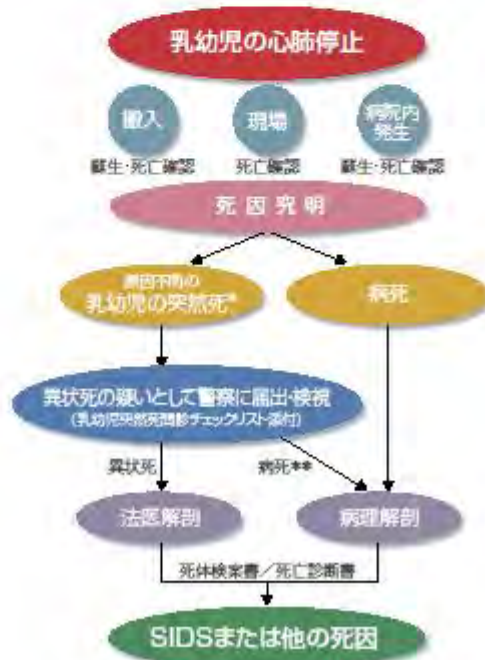 乳幼児の心肺停止
搬入
現場
病院内
発生
蘇生・死亡確認
死亡確認
蘇生・死亡確認
死因究明
原因不明の
乳幼児の突然死*
病死
異状死の疑いとして警察に届出・検視
(乳幼児突然死問診チェックリスト添付)
異状死
病死**
法医解剖
病理解剖
死体検案書/死亡診断書
SIDSまたは他の死因